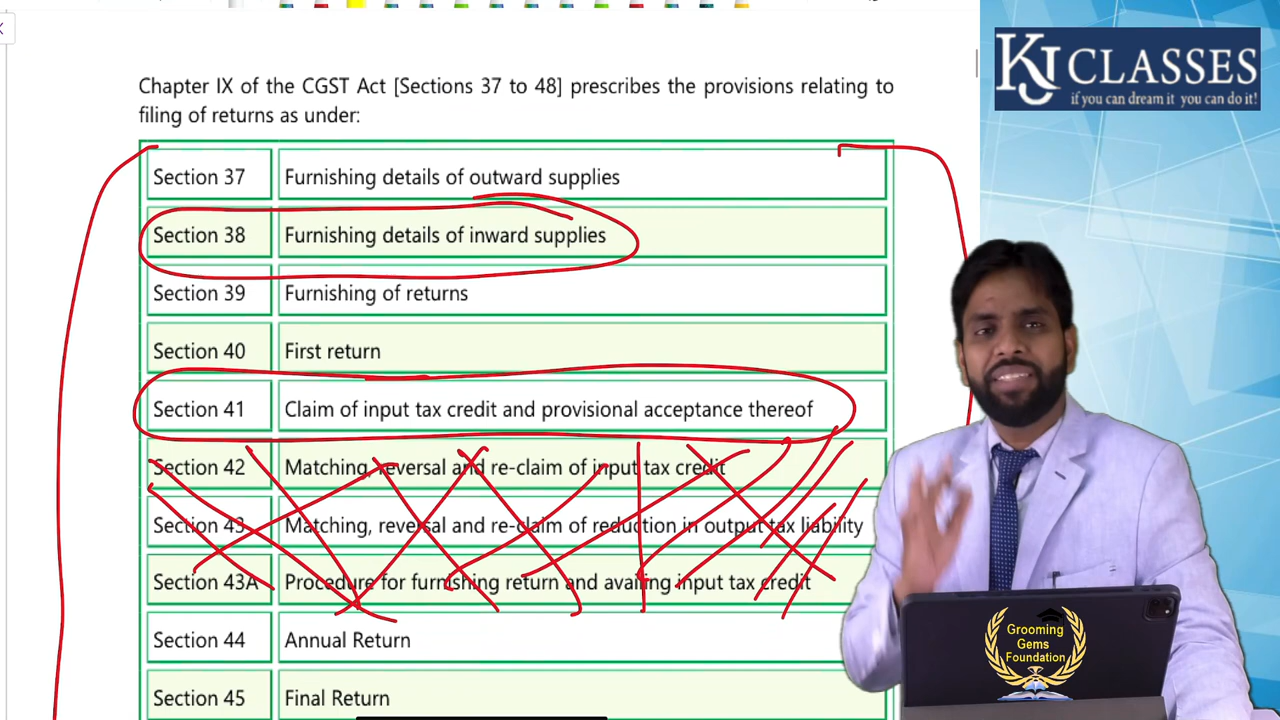 Chapter IX of the CGST Act [Sections 37 to 48] prescribes the provisions relating to
filing of returns as under:
Section 37 Furnishing details of outward supplies
Section 38 Furnishing details of inward supplies
Section 39 Furnishing of returns
Section 40 First return
Section 41 Claim of input tax credit and provisional acceptance thereof
Section 42 Matching, reversal and re-claim of input tax credit
Section 43 Matching, reversal and re-claim of reduction in output tax liability
Section 43A Procedure for furnishing return and availing input tax credit
Section 44 Annual Return
Section 45 Final Return
KJ CLASSES
if you can dream it you can do it!
Grooming
Gems
Foundation